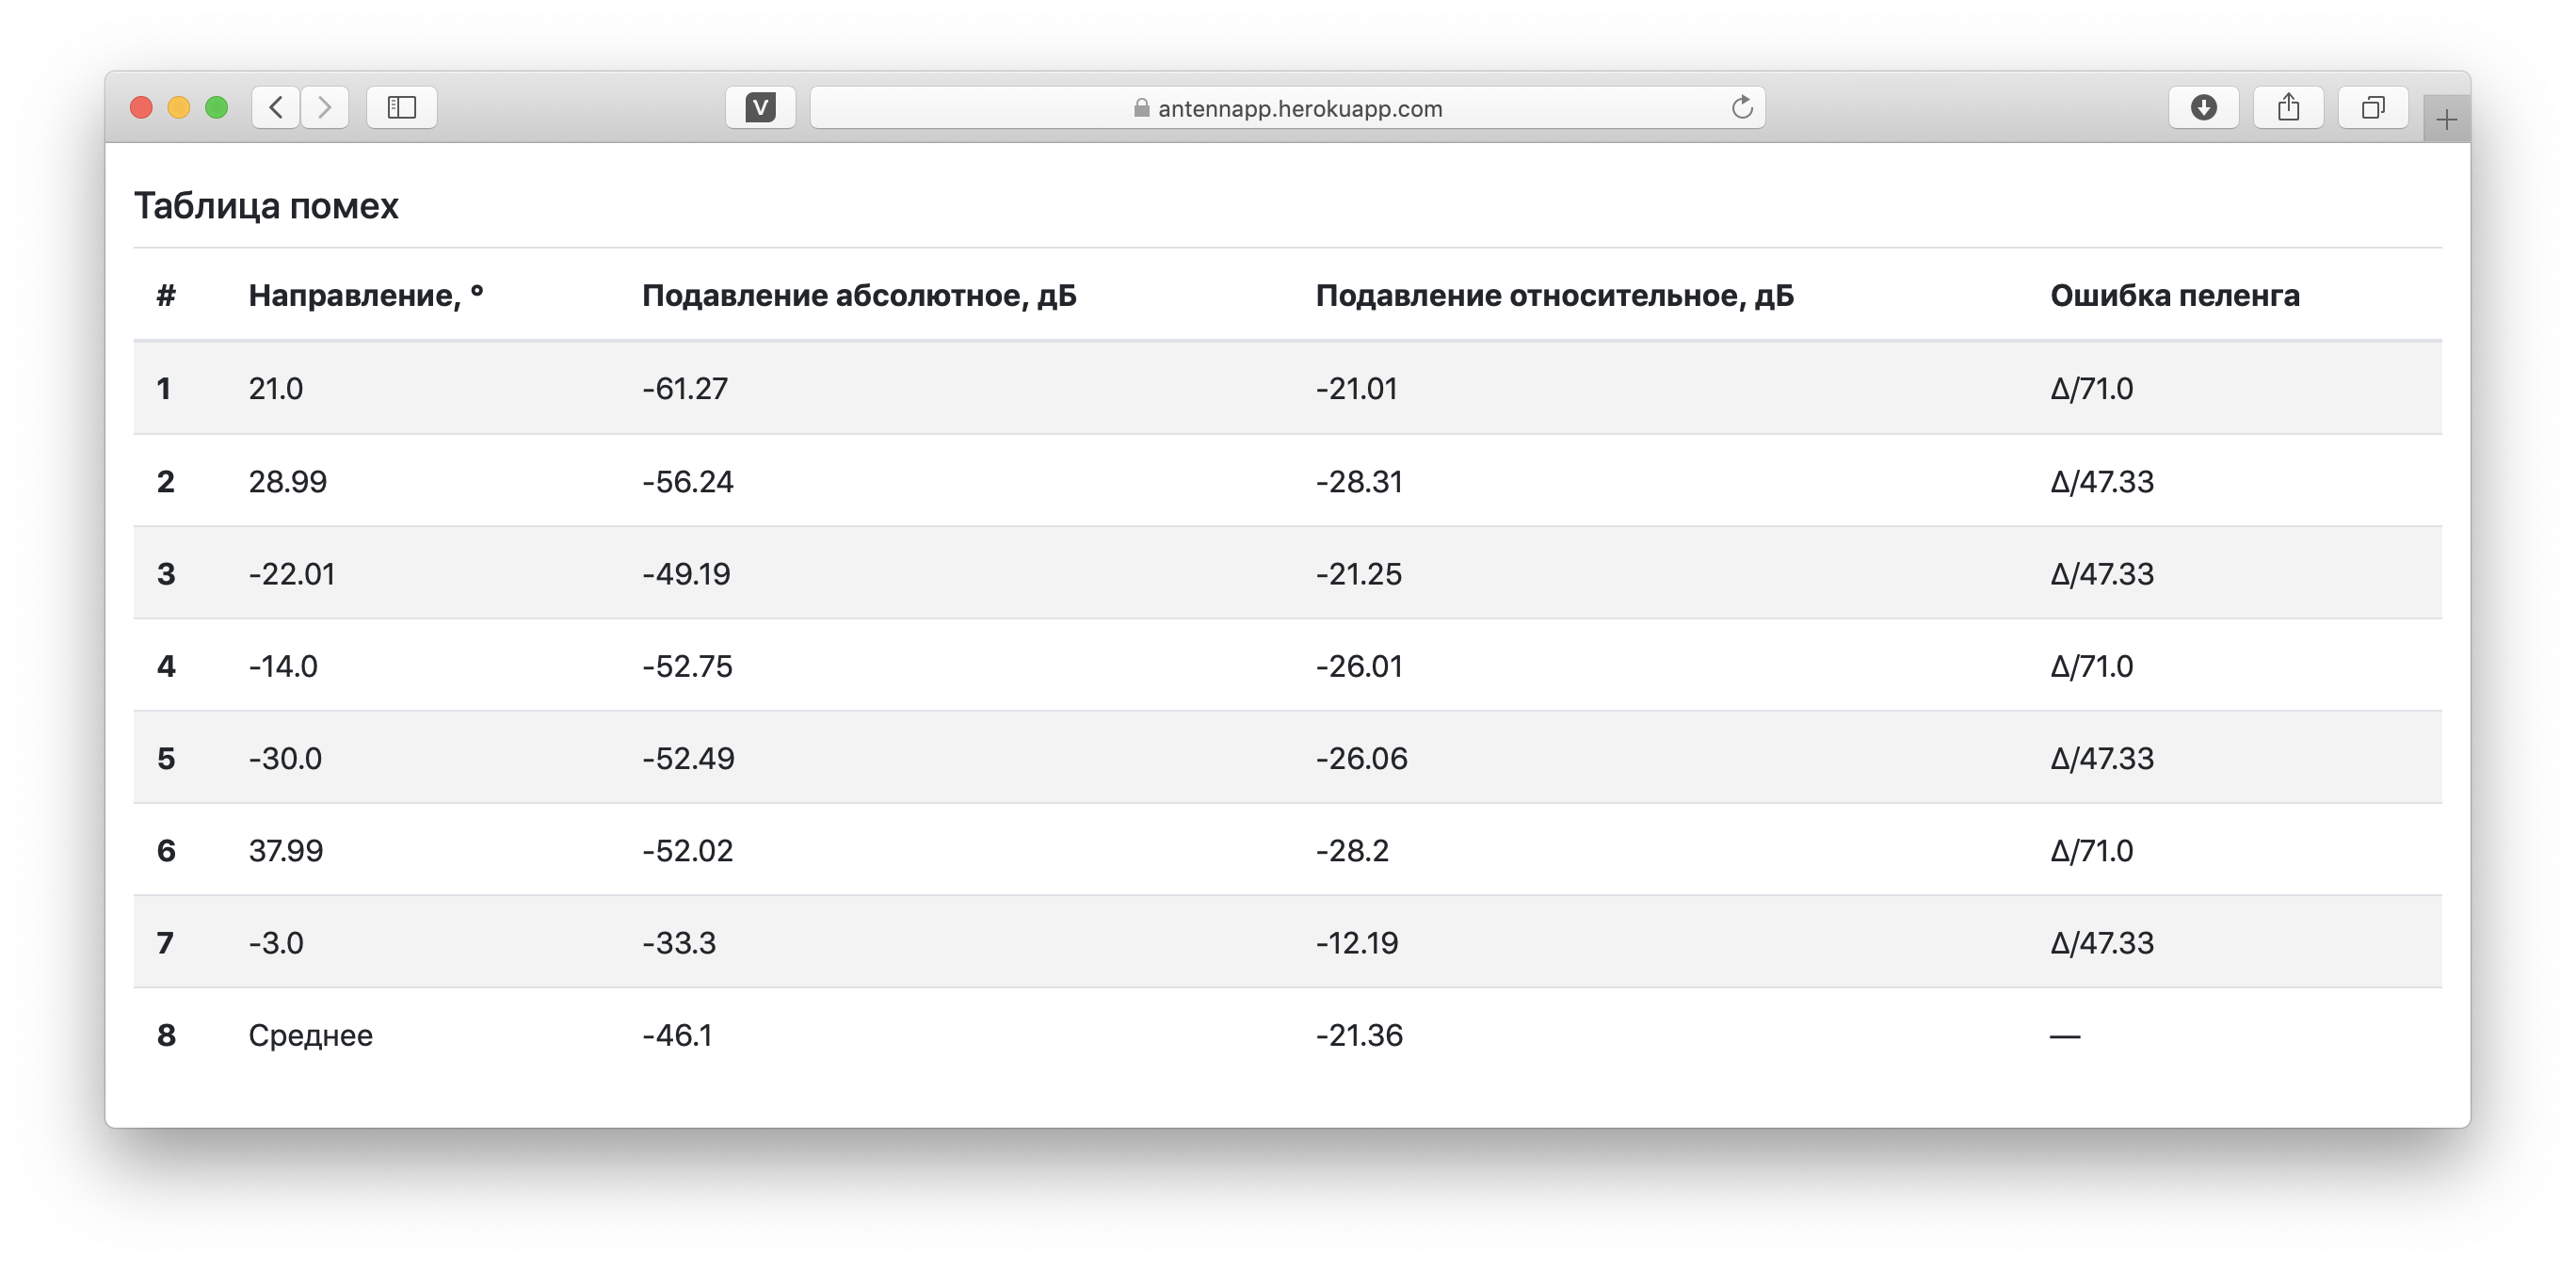 V
antennapp.herokuapp.com
Таблица помех
# Направление, ° Подавление абсолютное, дБ Подавление относительное, дБ Ошибка пеленга
1 21.0 -61.27 -21.01 Δ/71.0
2 28.99 -56.24 -28.31 Δ/47.33
3 -22.01 -49.19 -21.25 Δ/47.33
4 -14.0 -52.75 -26.01 Δ/71.0
5 -30.0 -52.49 -26.06 Δ/47.33
6 37.99 -52.02 -28.2 Δ/71.0
7 -3.0 -33.3 -12.19 Δ/47.33
8 Среднее -46.1 -21.36 —